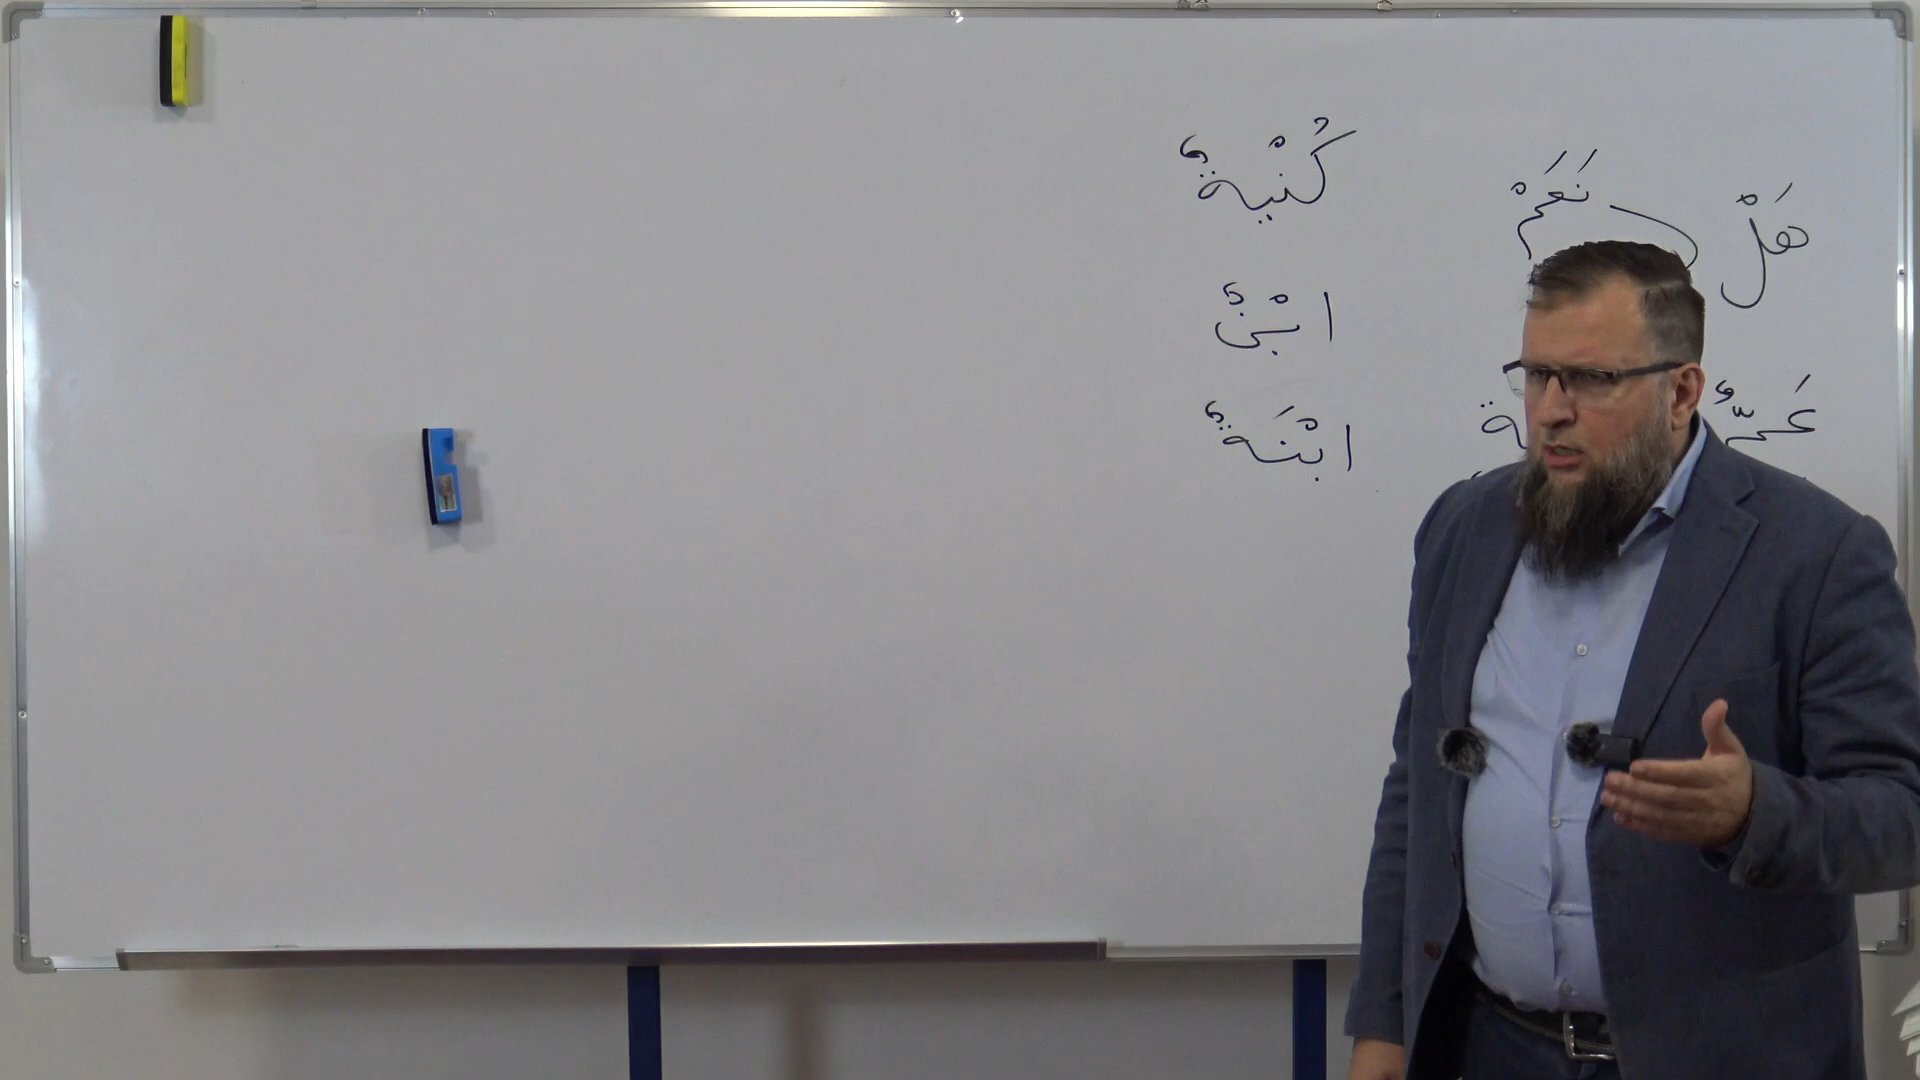 هَلْ نَعَمْ
عَمٌّ
كُنْيَةٌ
ابْنٌ
ابْنَةٌ